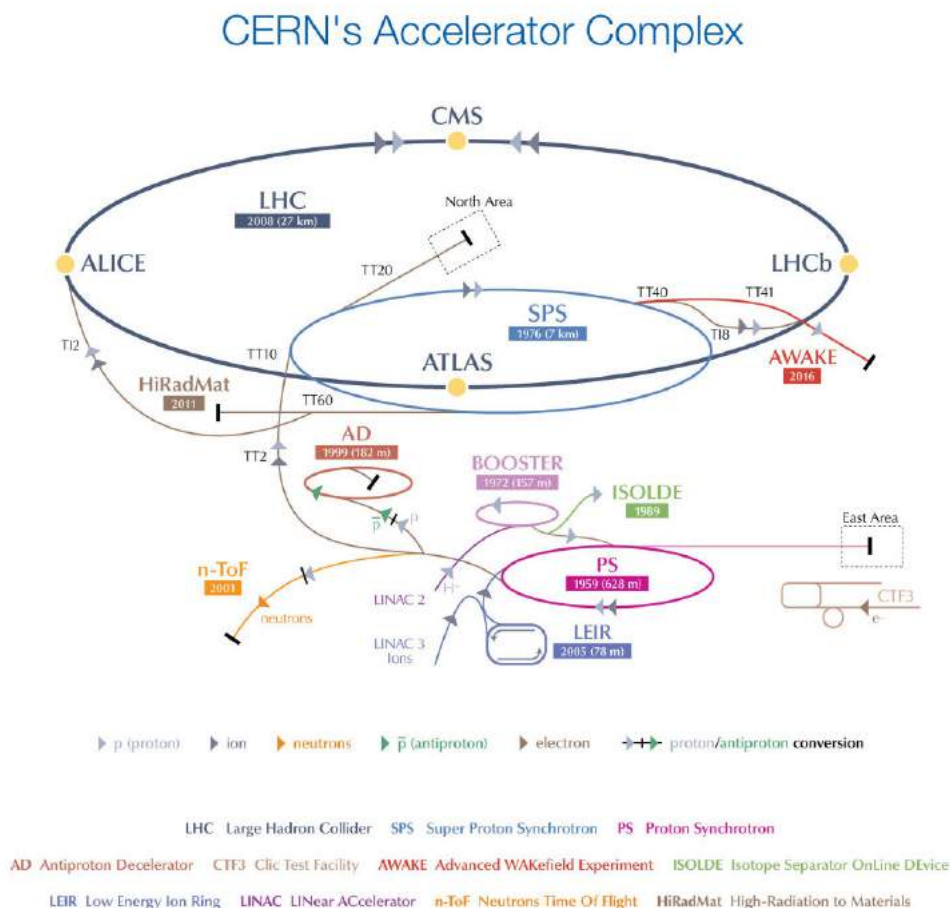 CERN's Accelerator Complex
CMS
LHC
2008 (27 km)
North Area
ALICE
TT20
LHCb
TT40
TT41
SPS
1976 (7 km)
TI8
TI2
TT10
ATLAS
AWAKE
2016
HiRadMat
2011
TT60
AD
1999 (182 m)
TT2
BOOSTER
1972 (157 m)
ISOLDE
1989
p̅
p
East Area
n-ToF
2001
PS
1959 (628 m)
LINAC 2
H⁻
neutrons
CTF3
e-
LINAC 3
Ions
LEIR
2005 (78 m)
p (proton) ion neutrons p̅ (antiproton) electron proton/antiproton conversion
LHC Large Hadron Collider SPS Super Proton Synchrotron PS Proton Synchrotron
AD Antiproton Decelerator CTF3 Clic Test Facility AWAKE Advanced WAKefield Experiment ISOLDE Isotope Separator OnLine DEvice
LEIR Low Energy Ion Ring LINAC LINear ACcelerator n-ToF Neutrons Time Of Flight HiRadMat High-Radiation to Materials